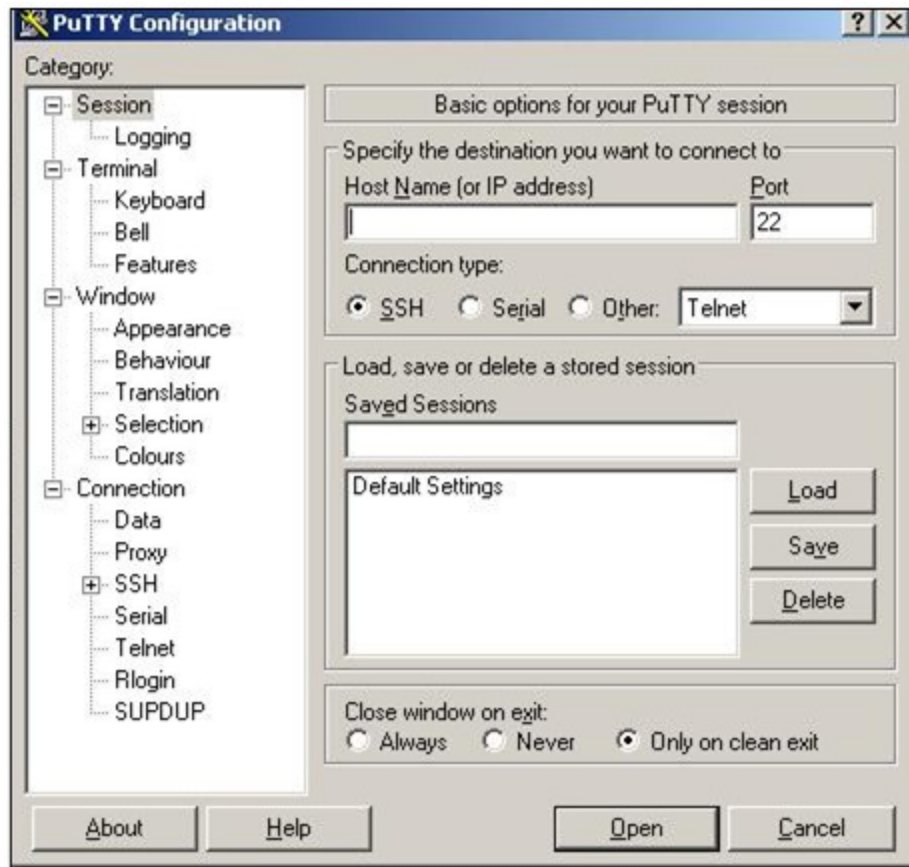 PuTTY Configuration
Category:
Session
Logging
Terminal
Keyboard
Bell
Features
Window
Appearance
Behaviour
Translation
Selection
Colours
Connection
Data
Proxy
SSH
Serial
Telnet
Rlogin
SUPDUP
Basic options for your PuTTY session
Specify the destination you want to connect to
Host Name (or IP address) Port
22
Connection type:
SSH Serial Other: Telnet
Load, save or delete a stored session
Saved Sessions
Default Settings
Load
Save
Delete
Close window on exit:
Always Never Only on clean exit
About Help Open Cancel